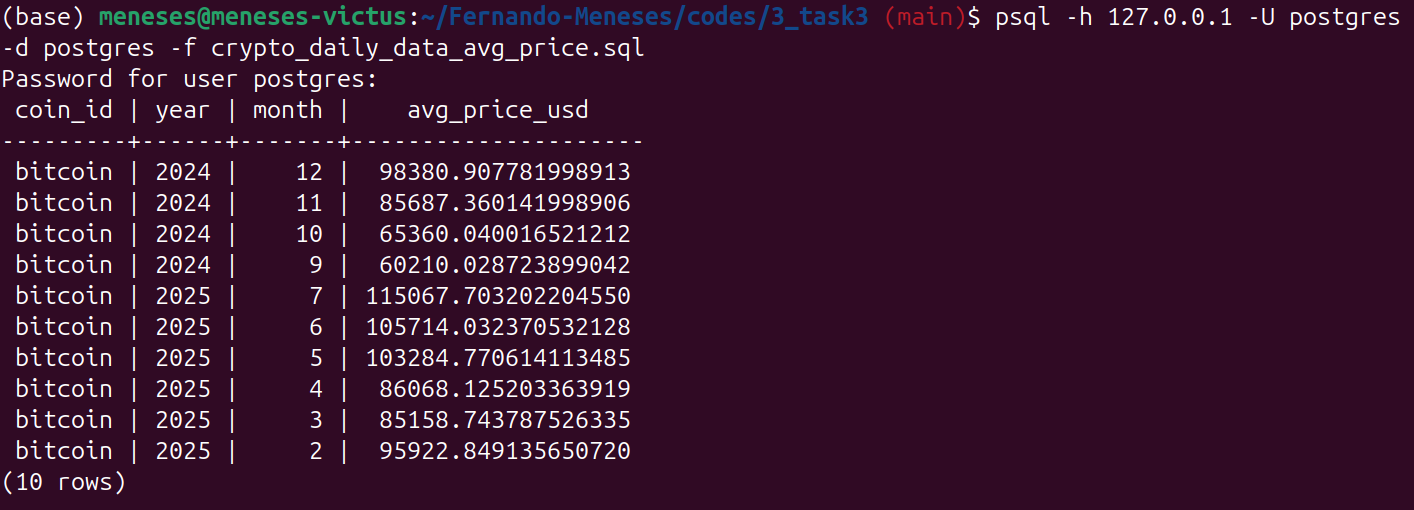 (base) meneses@meneses-victus:~/Fernando-Meneses/codes/3_task3 (main)$ psql -h 127.0.0.1 -U postgres
-d postgres -f crypto_daily_data_avg_price.sql
Password for user postgres:
 coin_id | year | month |    avg_price_usd
---------+------+-------+----------------------
 bitcoin | 2024 |    12 |  98380.907781998913
 bitcoin | 2024 |    11 |  85687.360141998906
 bitcoin | 2024 |    10 |  65360.040016521212
 bitcoin | 2024 |     9 |  60210.028723899042
 bitcoin | 2025 |     7 | 115067.703202204550
 bitcoin | 2025 |     6 | 105714.032370532128
 bitcoin | 2025 |     5 | 103284.770614113485
 bitcoin | 2025 |     4 |  86068.125203363919
 bitcoin | 2025 |     3 |  85158.743787526335
 bitcoin | 2025 |     2 |  95922.849135650720
(10 rows)